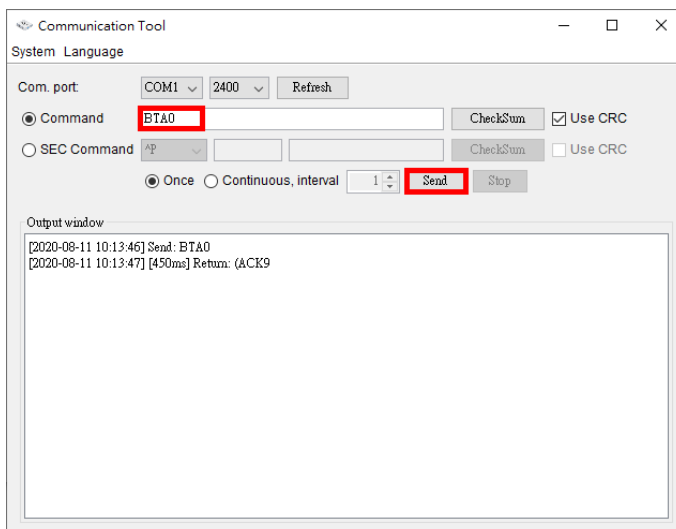 Communication Tool
System Language
Com. port: COM1 2400 Refresh
Command BTA0 CheckSum Use CRC
SEC Command ^P CheckSum Use CRC
Once Continuous, interval 1 Send Stop
Output window
[2020-08-11 10:13:46] Send: BTA0
[2020-08-11 10:13:47] [450ms] Return: (ACK9